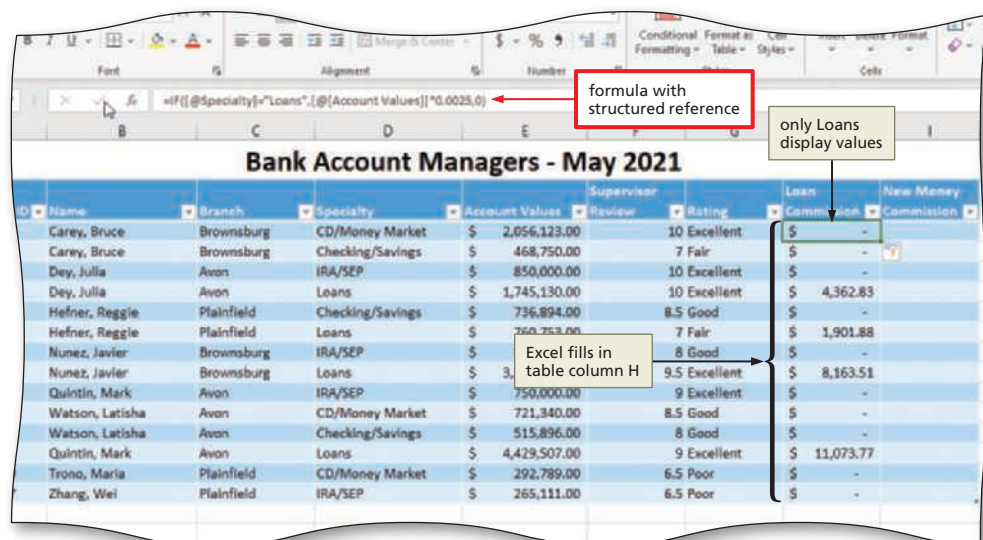 B I U A Merge & Center $ % 9 Conditional Format as Cell
Formatting Table Styles
Font Alignment Number Cells
fx =IF([@Specialty]="Loans",[@[Account Values]]*0.0025,0)
formula with
structured reference
B C D E I
only Loans
display values
Bank Account Managers - May 2021
Supervisor Loan New Money
Name Branch Specialty Account Values Review Rating Commission Commission
Carey, Bruce Brownsburg CD/Money Market $ 2,056,123.00 10 Excellent $ -
Carey, Bruce Brownsburg Checking/Savings $ 468,750.00 7 Fair $ -
Dey, Julia Avon IRA/SEP $ 850,000.00 10 Excellent $ -
Dey, Julia Avon Loans $ 1,745,130.00 10 Excellent $ 4,362.83
Hefner, Reggie Plainfield Checking/Savings $ 736,894.00 8.5 Good $ -
Hefner, Reggie Plainfield Loans $ 760,753.00 7 Fair $ 1,901.88
Nunez, Javier Brownsburg IRA/SEP $ 8 Good $ -
Nunez, Javier Brownsburg Loans $ 3, 9.5 Excellent $ 8,163.51
Excel fills in
table column H
Quintin, Mark Avon IRA/SEP $ 750,000.00 9 Excellent $ -
Watson, Latisha Avon CD/Money Market $ 721,340.00 8.5 Good $ -
Watson, Latisha Avon Checking/Savings $ 515,896.00 8 Good $ -
Quintin, Mark Avon Loans $ 4,429,507.00 9 Excellent $ 11,073.77
Trono, Maria Plainfield CD/Money Market $ 292,789.00 6.5 Poor $ -
Zhang, Wei Plainfield IRA/SEP $ 265,111.00 6.5 Poor $ -